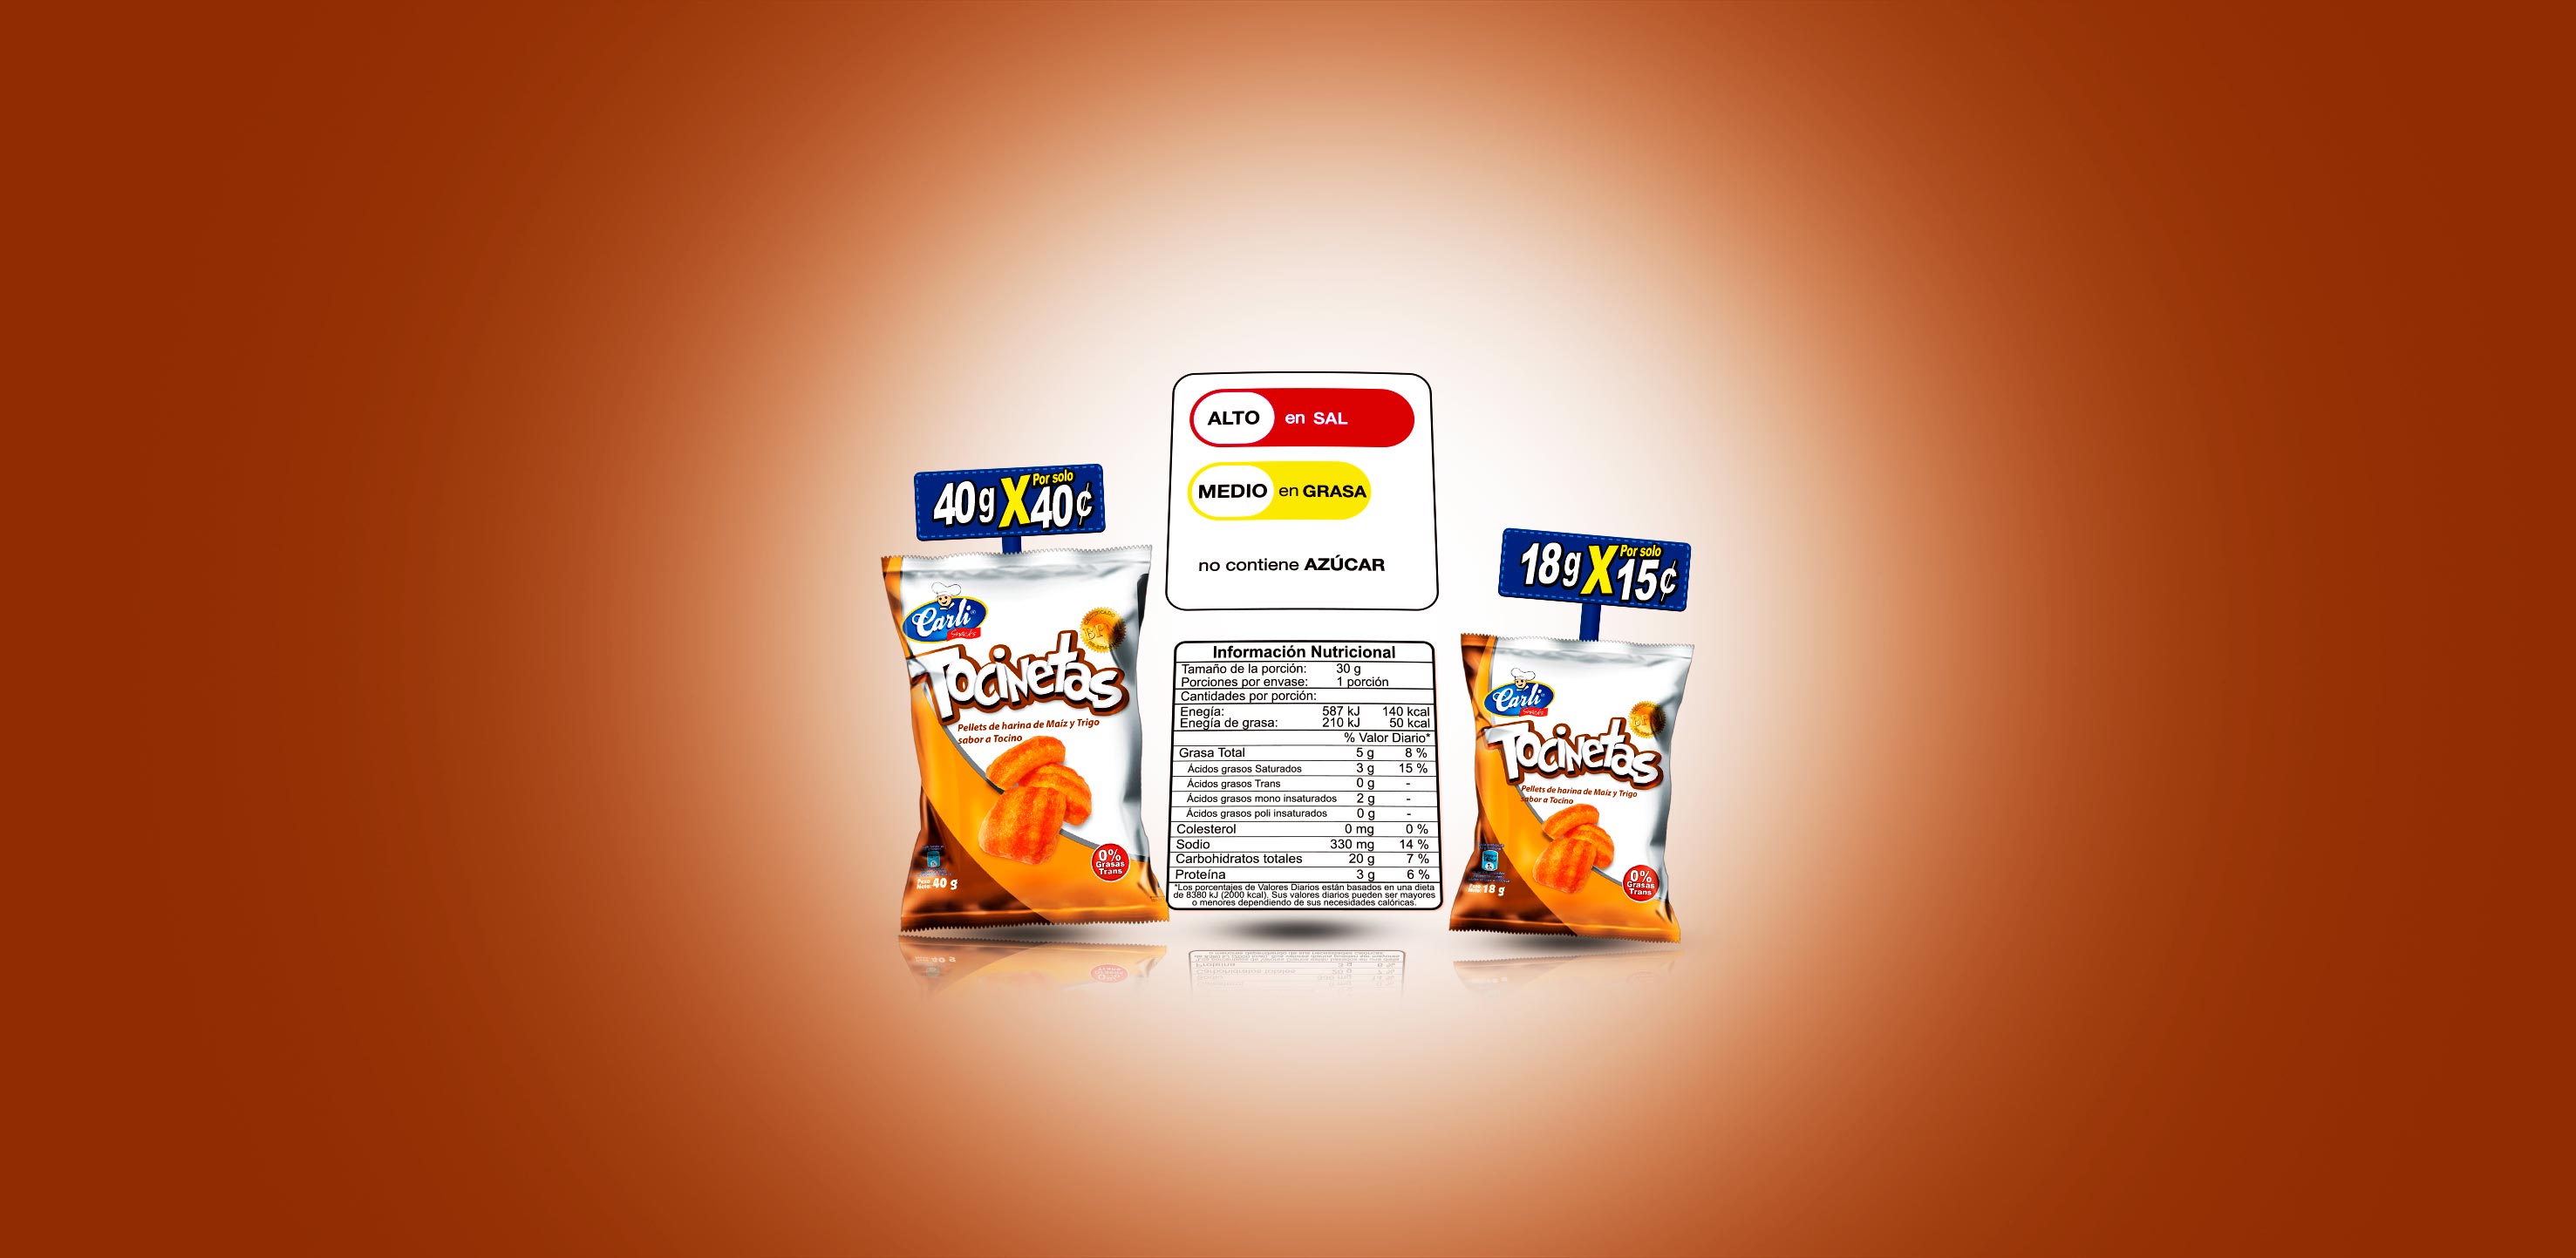 40g X Por solo 40¢
Carli®
Snacks
Tocinetas
Pellets de harina de Maíz y Trigo
sabor a Tocino
0%
Grasas
Trans
Peso
Neto: 40 g
ALTO en SAL
MEDIO en GRASA
no contiene AZÚCAR
Información Nutricional
Tamaño de la porción: 30 g
Porciones por envase: 1 porción
Cantidades por porción:
Enegía: 587 kJ 140 kcal
Enegía de grasa: 210 kJ 50 kcal
% Valor Diario*
Grasa Total 5 g 8 %
Ácidos grasos Saturados 3 g 15 %
Ácidos grasos Trans 0 g -
Ácidos grasos mono insaturados 2 g -
Ácidos grasos poli insaturados 0 g -
Colesterol 0 mg 0 %
Sodio 330 mg 14 %
Carbohidratos totales 20 g 7 %
Proteína 3 g 6 %
*Los porcentajes de Valores Diarios están basados en una dieta
de 8380 kJ (2000 kcal). Sus valores diarios pueden ser mayores
o menores dependiendo de sus necesidades calóricas.
18g X Por solo 15¢
Carli®
Snacks
Tocinetas
Pellets de harina de Maíz y Trigo
sabor a Tocino
0%
Grasas
Trans
18 g